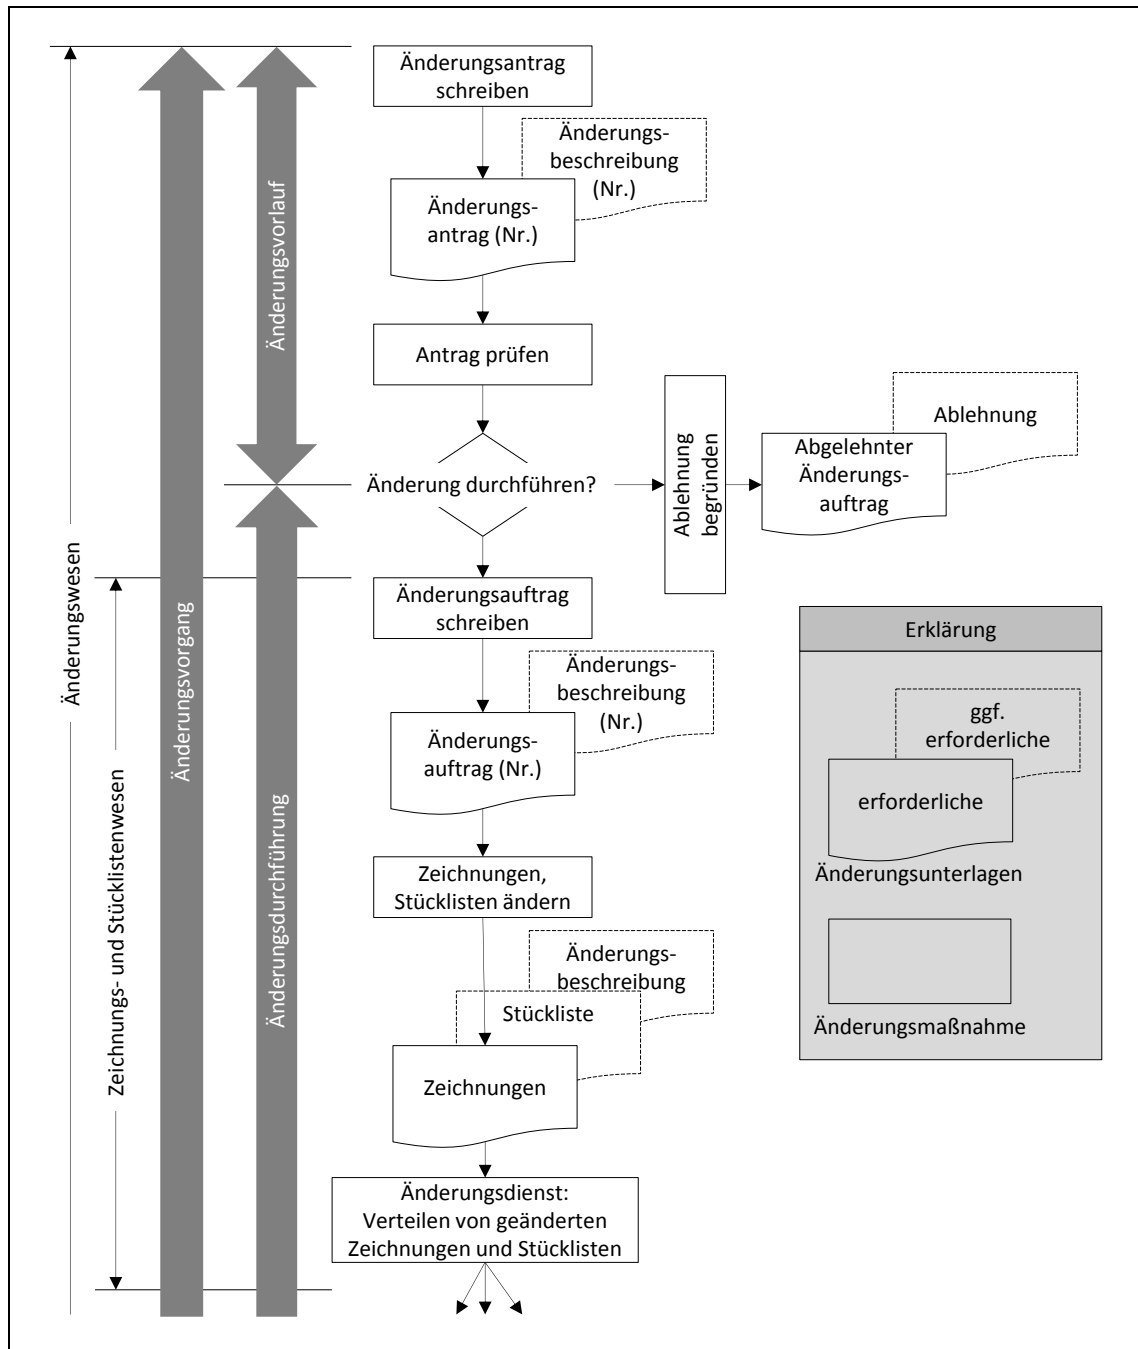 Änderungswesen
Zeichnungs- und Stücklistenwesen
Änderungsvorgang
Änderungsvorlauf
Änderungsdurchführung
Änderungsantrag
schreiben
Änderungs-
beschreibung
(Nr.)
Änderungs-
antrag (Nr.)
Antrag prüfen
Änderung durchführen?
Ablehnung
begründen
Ablehnung
Abgelehnter
Änderungs-
auftrag
Änderungsauftrag
schreiben
Änderungs-
beschreibung
(Nr.)
Änderungs-
auftrag (Nr.)
Zeichnungen,
Stücklisten ändern
Änderungs-
beschreibung
Stückliste
Zeichnungen
Änderungsdienst:
Verteilen von geänderten
Zeichnungen und Stücklisten
Erklärung
ggf.
erforderliche
erforderliche
Änderungsunterlagen
Änderungsmaßnahme